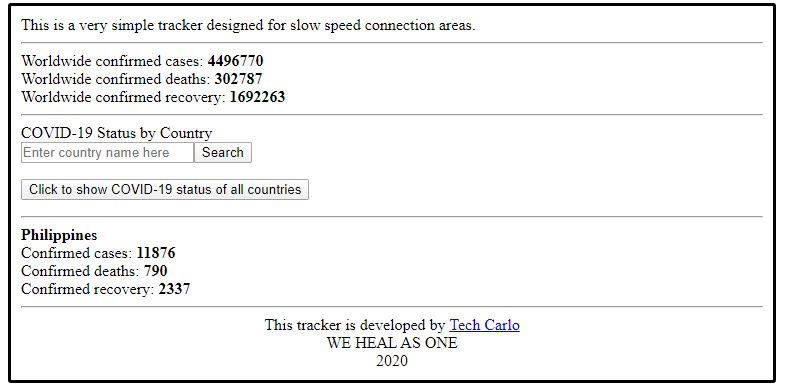 This is a very simple tracker designed for slow speed connection areas.
Worldwide confirmed cases: 4496770
Worldwide confirmed deaths: 302787
Worldwide confirmed recovery: 1692263
COVID-19 Status by Country
Enter country name here Search
Click to show COVID-19 status of all countries
Philippines
Confirmed cases: 11876
Confirmed deaths: 790
Confirmed recovery: 2337
This tracker is developed by Tech Carlo
WE HEAL AS ONE
2020